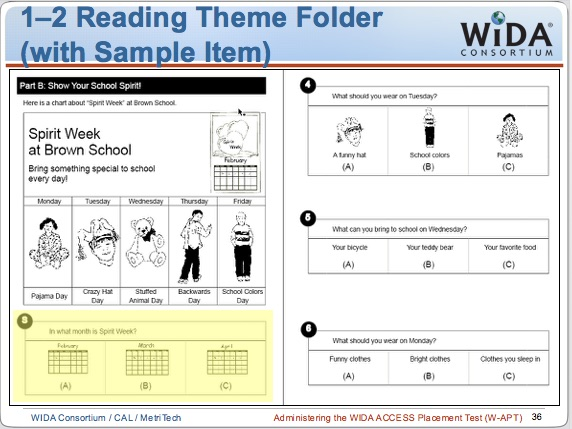 1–2 Reading Theme Folder
(with Sample Item)
WIDA
CONSORTIUM
Part B: Show Your School Spirit!
Here is a chart about "Spirit Week" at Brown School.
Spirit Week
at Brown School
Bring something special to school
every day!
Spirit
Week
February
Monday Tuesday Wednesday Thursday Friday
Pajama Day
Crazy Hat
Day
Stuffed
Animal Day
Backwards
Day
School Colors
Day
3
In what month is Spirit Week?
February March April
(A) (B) (C)
4
What should you wear on Tuesday?
A funny hat School colors Pajamas
(A) (B) (C)
5
What can you bring to school on Wednesday?
Your bicycle Your teddy bear Your favorite food
(A) (B) (C)
6
What should you wear on Monday?
Funny clothes Bright clothes Clothes you sleep in
(A) (B) (C)
WIDA Consortium / CAL / MetriTech
Administering the WIDA ACCESS Placement Test (W-APT) 36